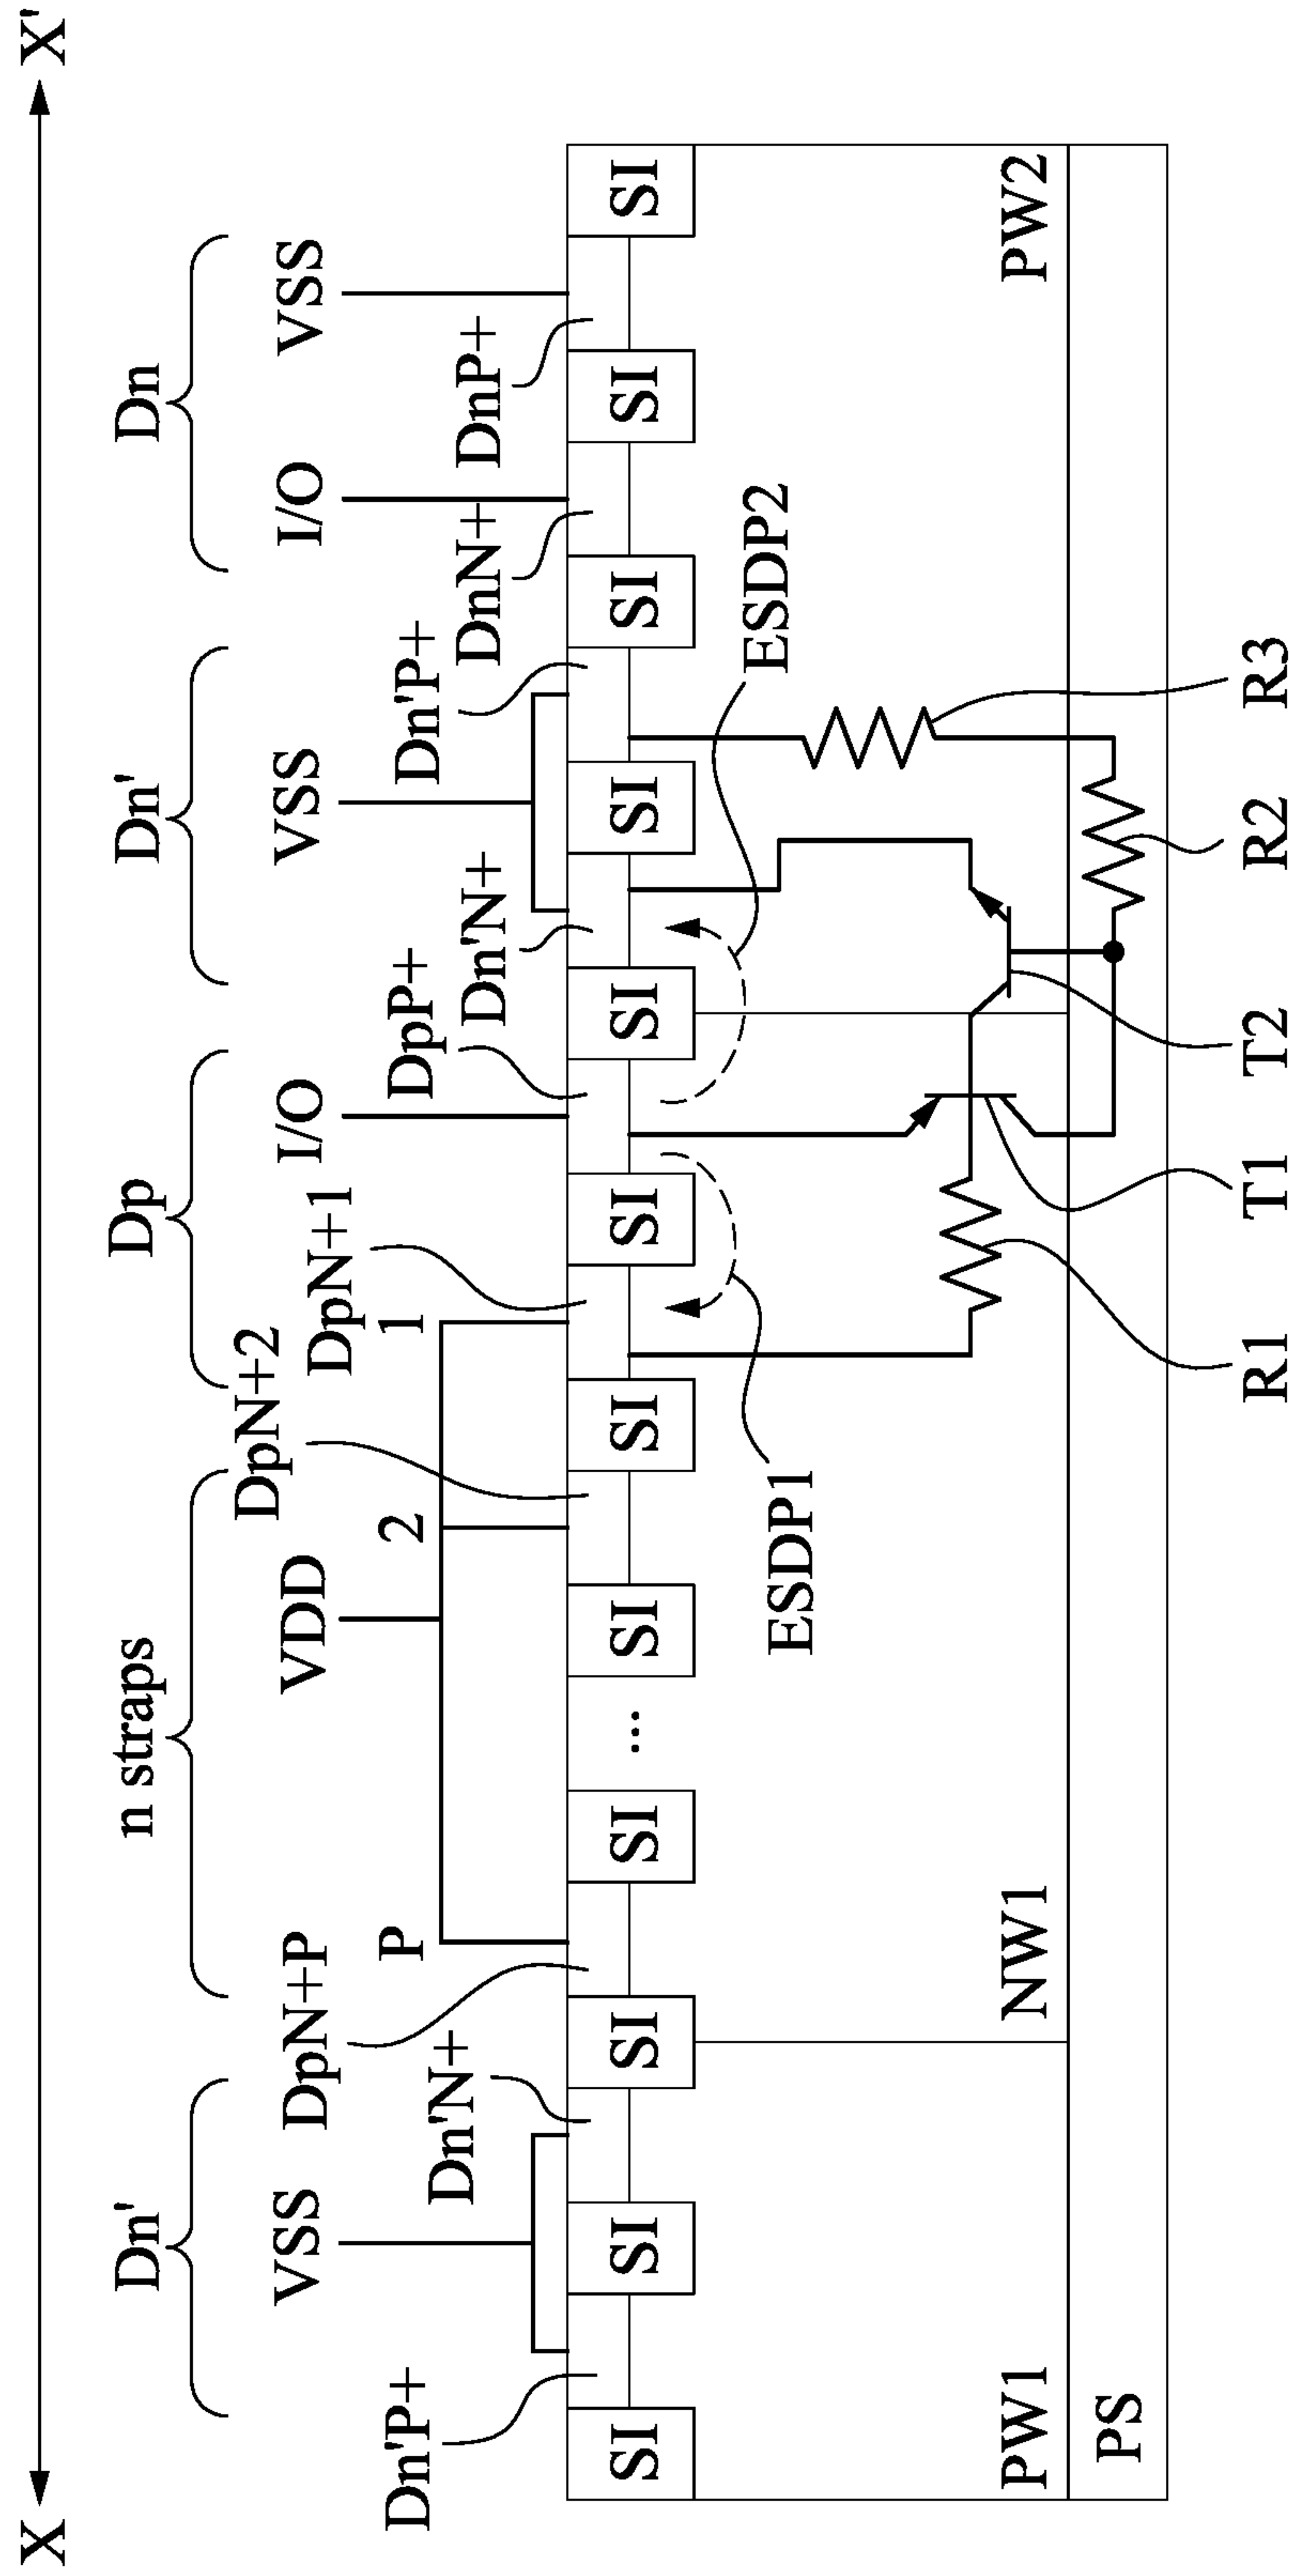 X X'
Dn' n straps Dp Dn' Dn
VSS VDD I/O VSS I/O VSS
DpN+P DpN+2 DpN+1
P 2 1
Dn'P+ Dn'N+ DpP+ Dn'N+ Dn'P+ DnN+ DnP+
SI SI SI SI ... SI SI SI SI SI SI SI SI
ESDP1 ESDP2
PW1 NW1 PW2
PS
R1 T1 T2 R2 R3